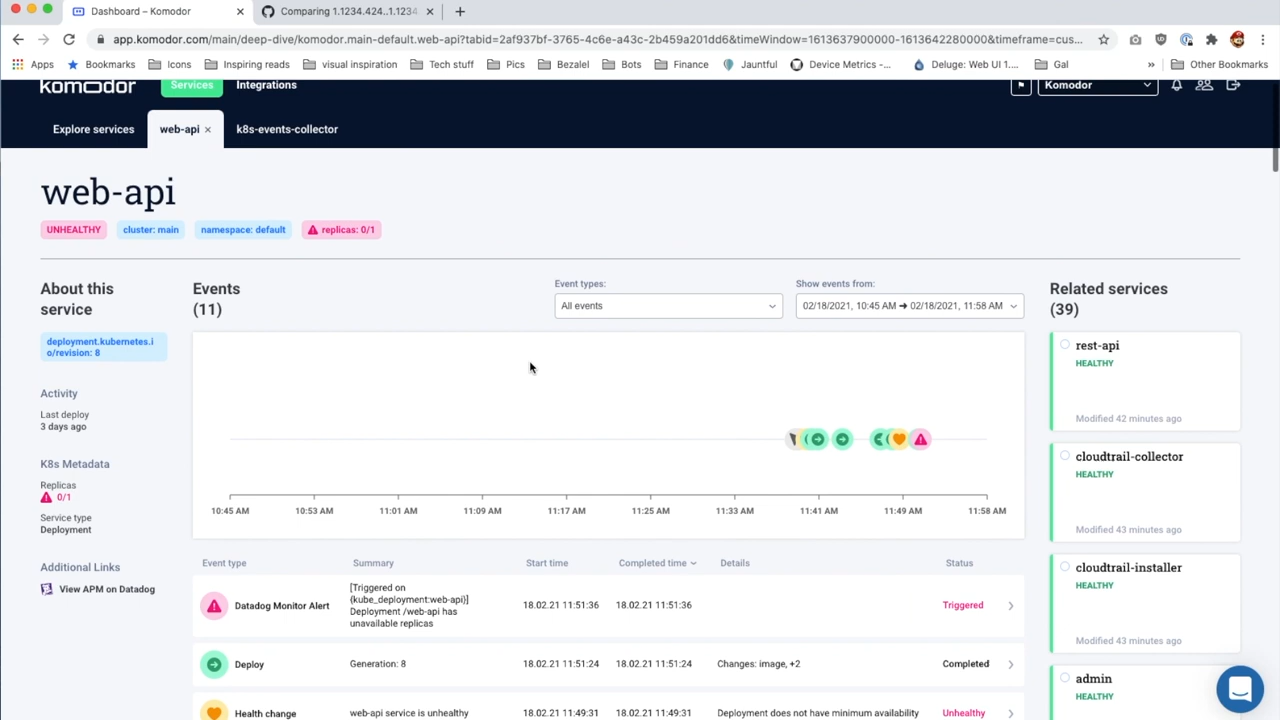 Dashboard – Komodor
Comparing 1.1234.424..1.1234
app.komodor.com/main/deep-dive/komodor.main-default.web-api?tabid=2af937bf-3765-4c6e-a43c-2b459a201dd6&timeWindow=1613637900000-1613642280000&timeframe=cus...
Apps
Bookmarks
Icons
Inspiring reads
visual inspiration
Tech stuff
Pics
Bezalel
Bots
Finance
Jauntful
Device Metrics -...
Deluge: Web UI 1....
Gal
»
Other Bookmarks
komodor
Services
Integrations
Komodor
Explore services
web-api
k8s-events-collector
web-api
UNHEALTHY
cluster: main
namespace: default
replicas: 0/1
About this
service
deployment.kubernetes.i
o/revision: 8
Activity
Last deploy
3 days ago
K8s Metadata
Replicas
0/1
Service type
Deployment
Additional Links
View APM on Datadog
Events
(11)
Event types:
All events
Show events from:
02/18/2021, 10:45 AM ➔ 02/18/2021, 11:58 AM
10:45 AM
10:53 AM
11:01 AM
11:09 AM
11:17 AM
11:25 AM
11:33 AM
11:41 AM
11:49 AM
11:58 AM
Event type
Summary
Start time
Completed time
Details
Status
Datadog Monitor Alert
[Triggered on
{kube_deployment:web-api}]
Deployment /web-api has
unavailable replicas
18.02.21 11:51:36
18.02.21 11:51:36
Triggered
Deploy
Generation: 8
18.02.21 11:51:24
18.02.21 11:51:24
Changes: image, +2
Completed
Health change
web-api service is unhealthy
18.02.21 11:49:31
18.02.21 11:49:31
Deployment does not have minimum availability
Unhealthy
Related services
(39)
rest-api
HEALTHY
Modified 42 minutes ago
cloudtrail-collector
HEALTHY
Modified 43 minutes ago
cloudtrail-installer
HEALTHY
Modified 43 minutes ago
admin
HEALTHY